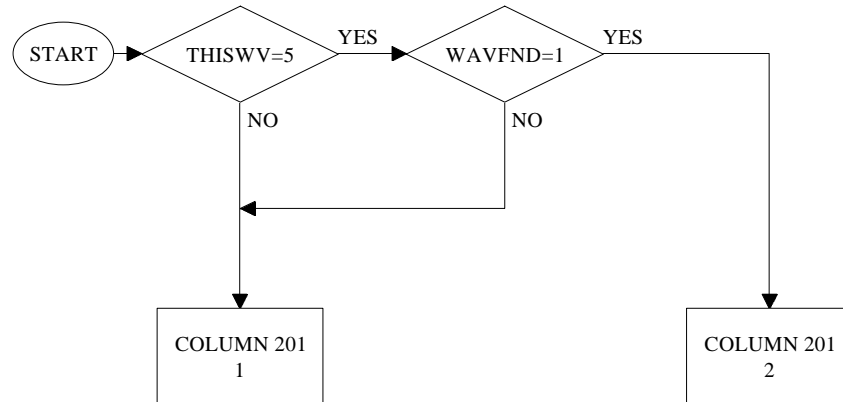 START
THISWV=5
YES
WAVFND=1
YES
NO
NO
COLUMN 201
1
COLUMN 201
2